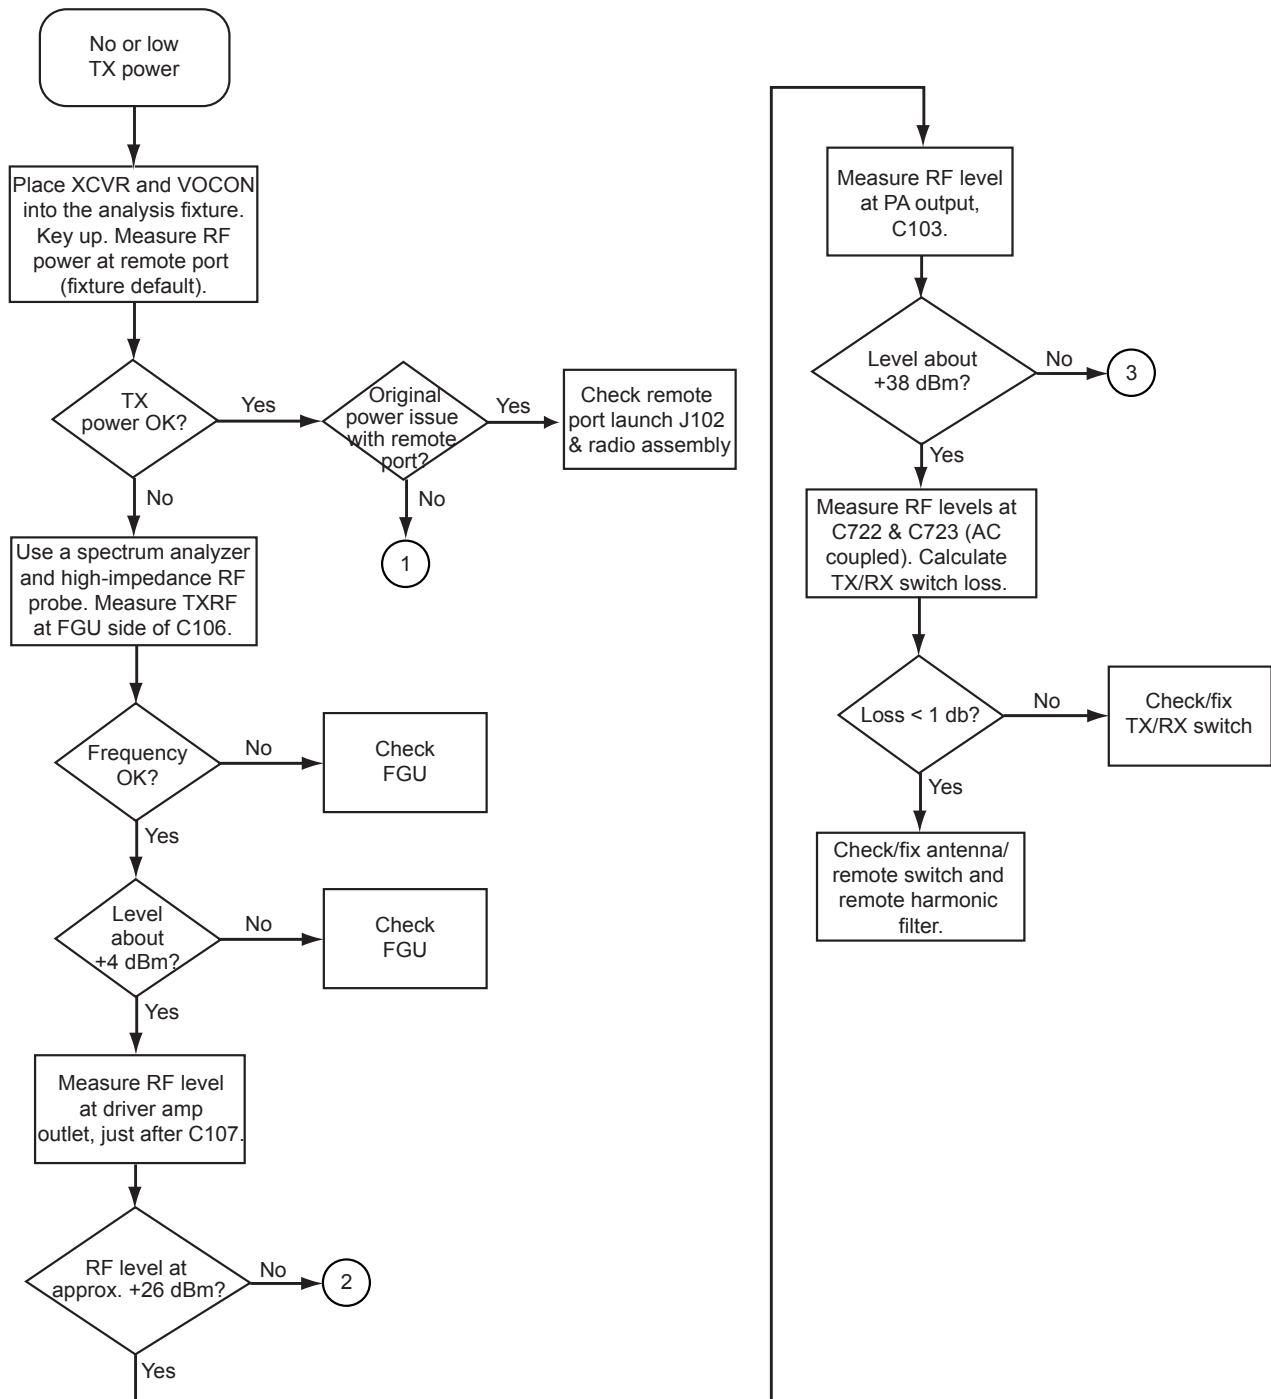 No or low
TX power
Place XCVR and VOCON
into the analysis fixture.
Key up. Measure RF
power at remote port
(fixture default).
TX
power OK?
Yes
Original
power issue
with remote
port?
Yes
Check remote
port launch J102
& radio assembly
No
1
No
Use a spectrum analyzer
and high-impedance RF
probe. Measure TXRF
at FGU side of C106.
Frequency
OK?
No
Check
FGU
Yes
Level
about
+4 dBm?
No
Check
FGU
Yes
Measure RF level
at driver amp
outlet, just after C107.
RF level at
approx. +26 dBm?
No
2
Yes
Measure RF level
at PA output,
C103.
Level about
+38 dBm?
No
3
Yes
Measure RF levels at
C722 & C723 (AC
coupled). Calculate
TX/RX switch loss.
Loss < 1 db?
No
Check/fix
TX/RX switch
Yes
Check/fix antenna/
remote switch and
remote harmonic
filter.